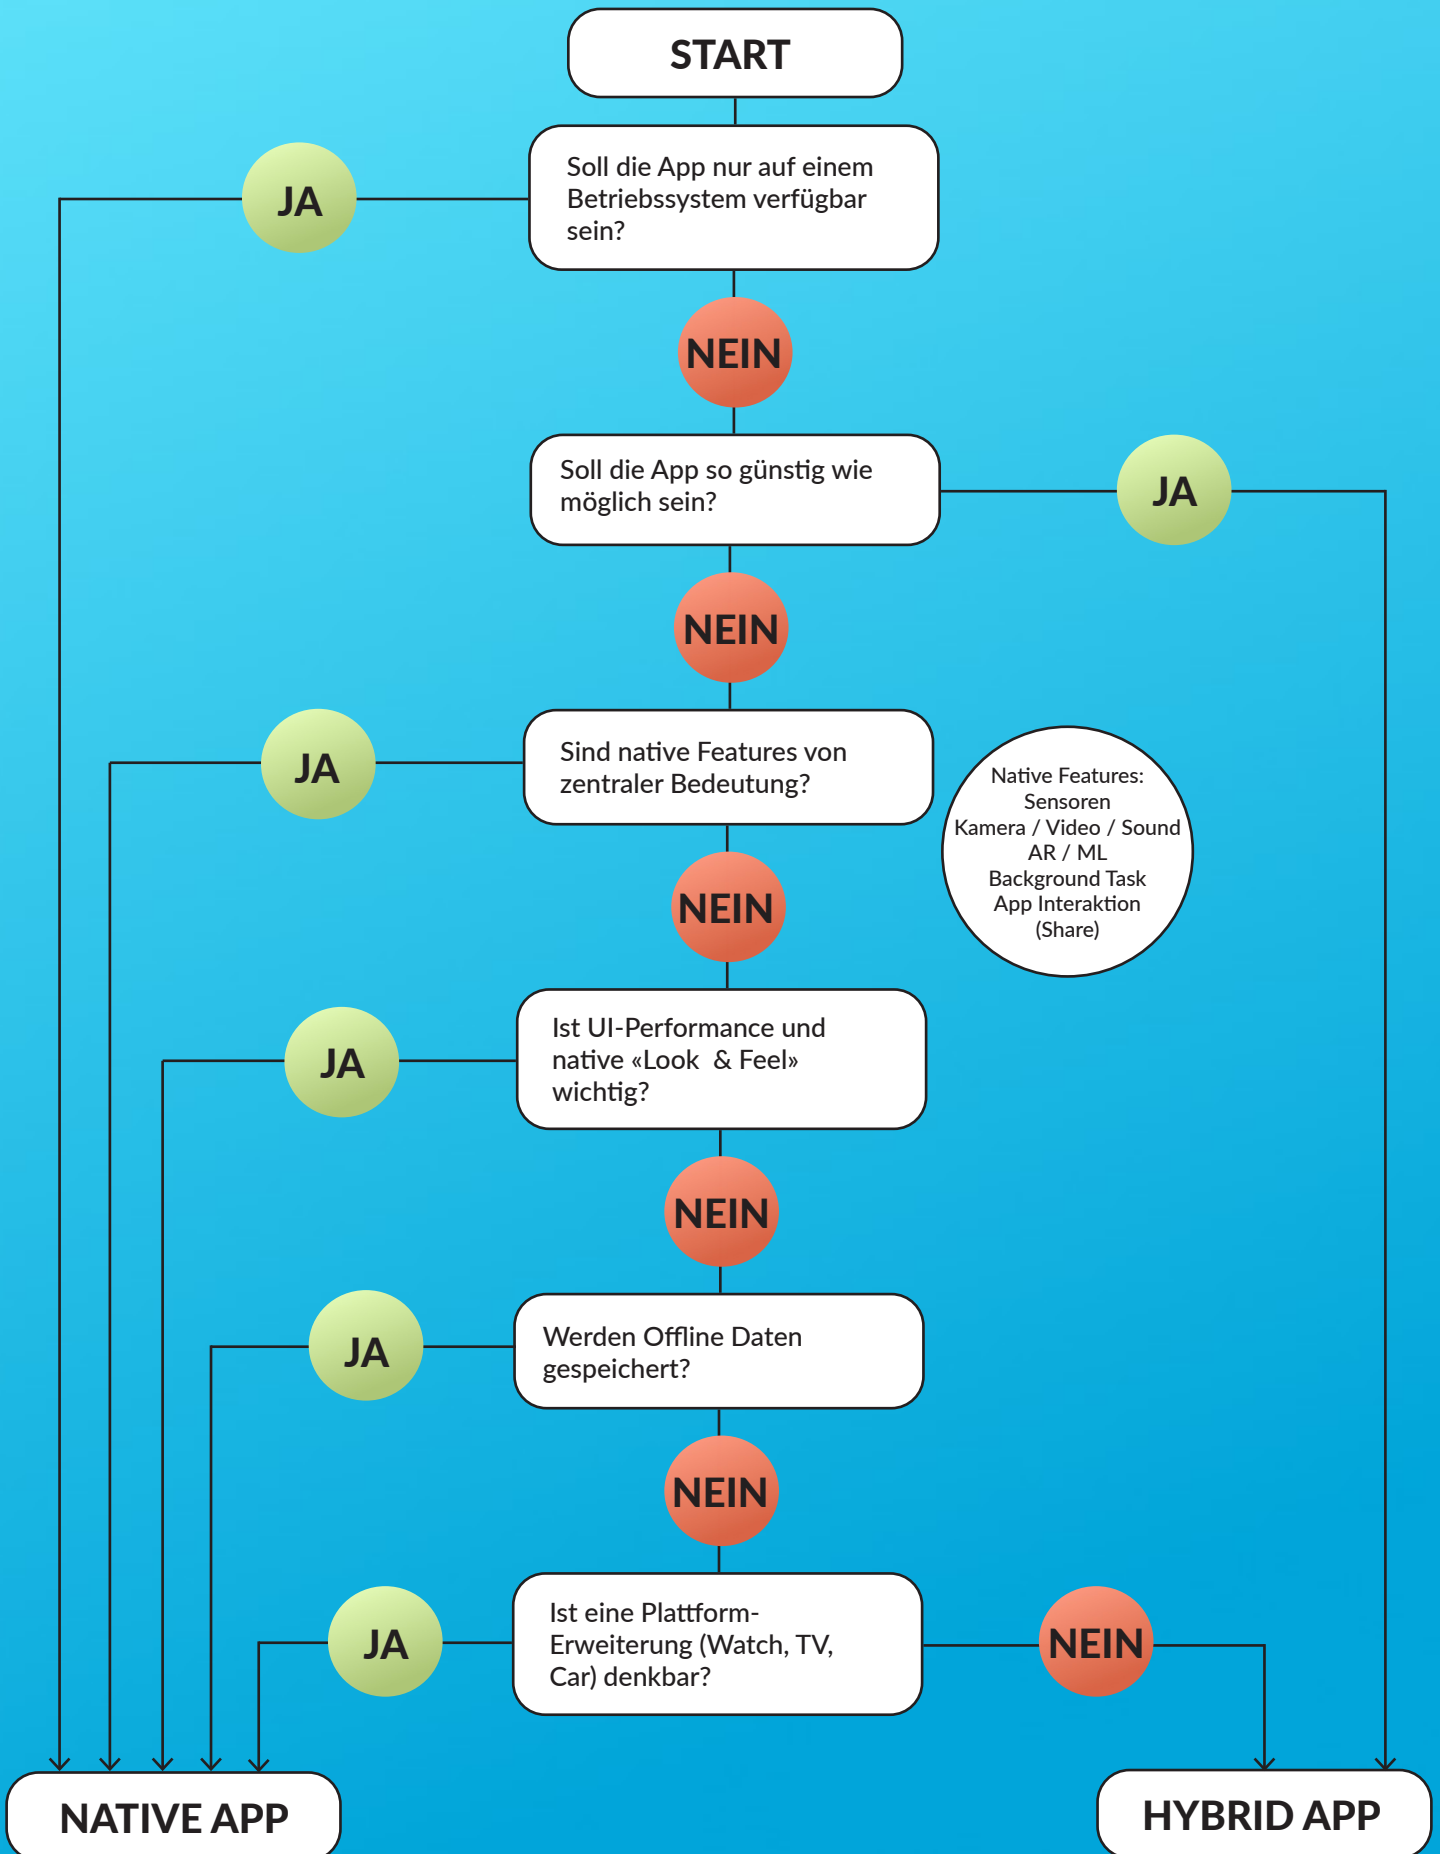 START
Soll die App nur auf einem
Betriebssystem verfügbar
sein?
JA
NEIN
Soll die App so günstig wie
möglich sein?
JA
NEIN
Sind native Features von
zentraler Bedeutung?
JA
Native Features:
Sensoren
Kamera / Video / Sound
AR / ML
Background Task
App Interaktion
(Share)
NEIN
Ist UI-Performance und
native «Look & Feel»
wichtig?
JA
NEIN
Werden Offline Daten
gespeichert?
JA
NEIN
Ist eine Plattform-
Erweiterung (Watch, TV,
Car) denkbar?
JA
NEIN
NATIVE APP
HYBRID APP